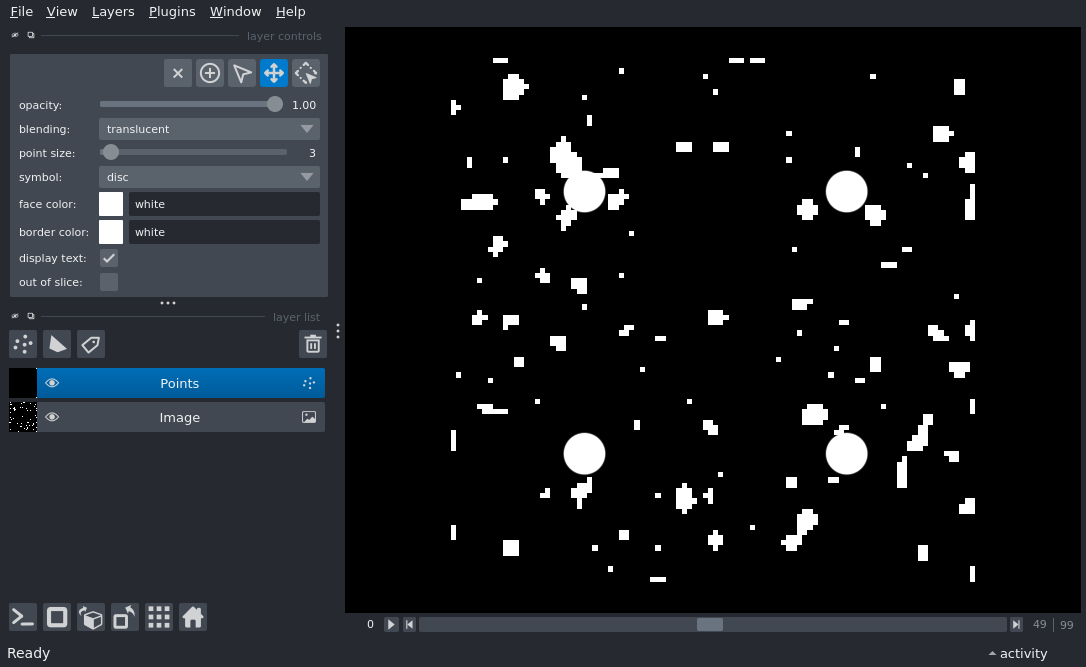 File View Layers Plugins Window Help
layer controls
opacity: 1.00
blending: translucent
point size: 3
symbol: disc
face color: white
border color: white
display text:
out of slice:
layer list
Points
Image
0 49 99
Ready activity